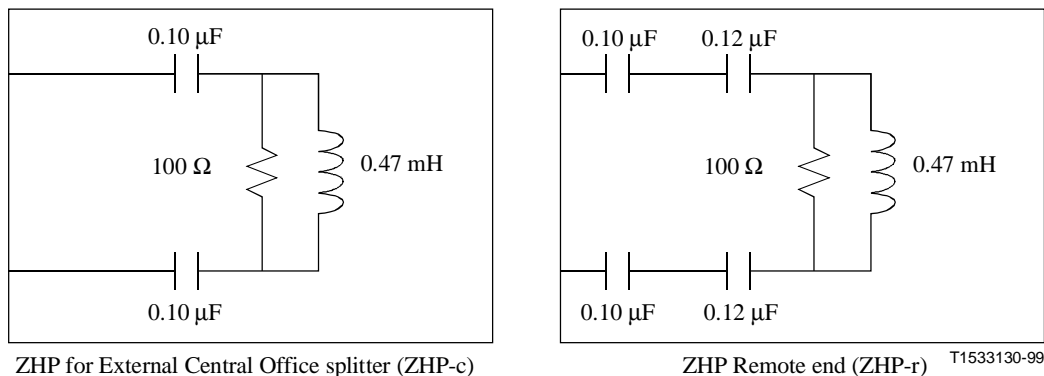 0.10 µF
100 Ω
0.47 mH
0.10 µF
ZHP for External Central Office splitter (ZHP-c)
0.10 µF
0.12 µF
100 Ω
0.47 mH
0.10 µF
0.12 µF
ZHP Remote end (ZHP-r)
T1533130-99